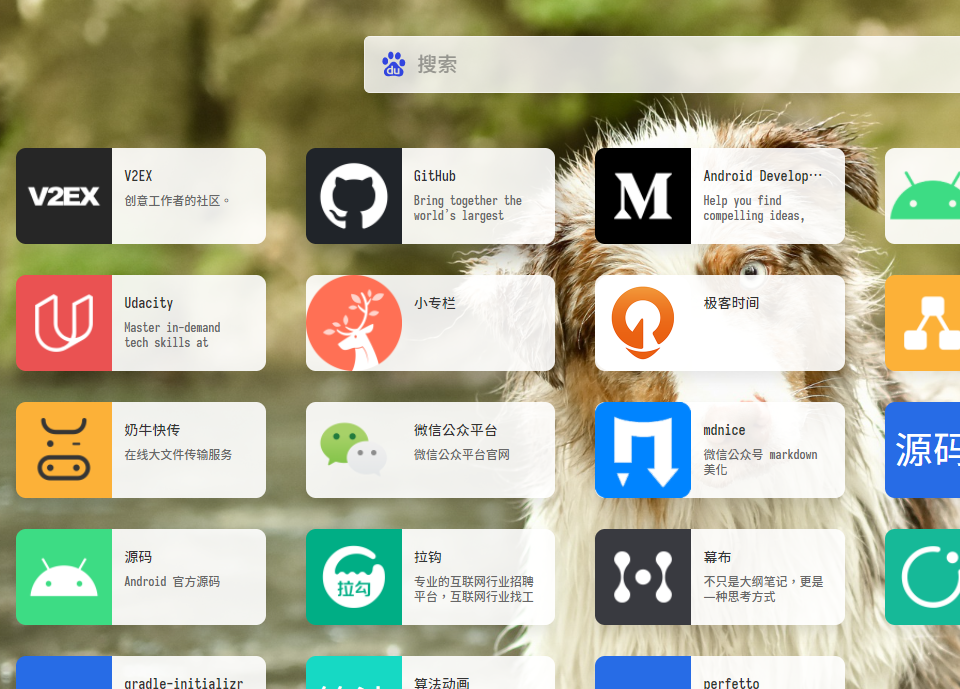 du 搜索
V2EX
V2EX
创意工作者的社区。
GitHub
Bring together the
world's largest
M
Android Develop...
Help you find
compelling ideas,
Udacity
Master in-demand
tech skills at
小专栏
极客时间
奶牛快传
在线大文件传输服务
微信公众平台
微信公众平台官网
mdnice
微信公众号 markdown
美化
源码
源码
Android 官方源码
拉勾
拉钩
专业的互联网行业招聘
平台，互联网行业找工
幕布
不只是大纲笔记，更是
一种思考方式
gradle-initializr
算法动画
perfetto